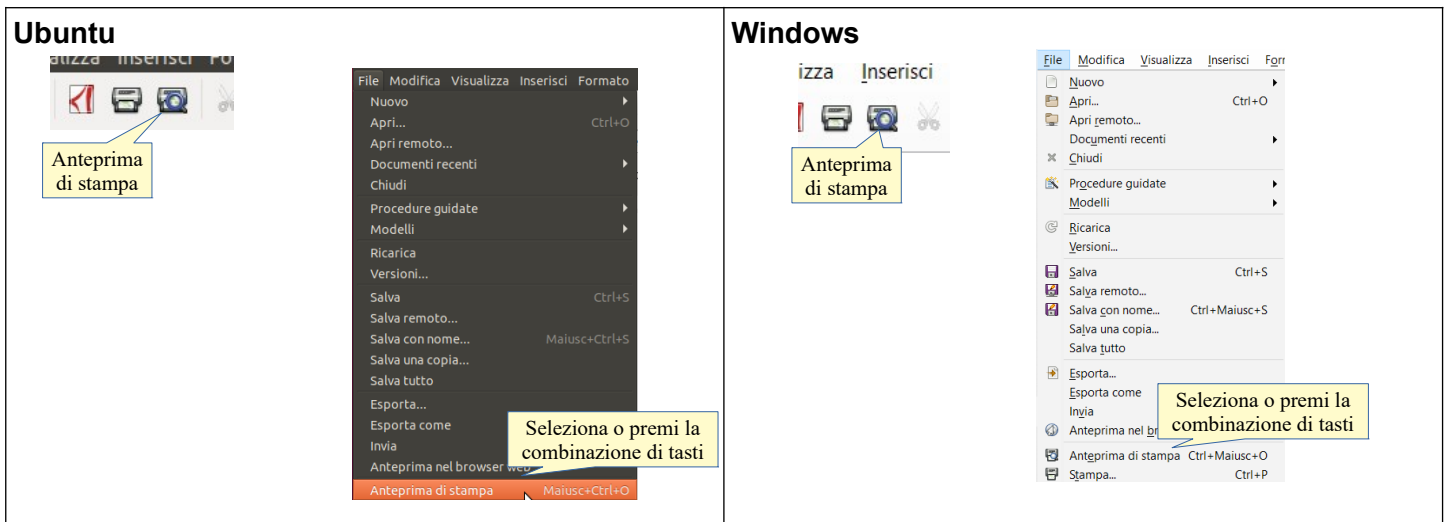 Ubuntu
alizza Inserisci Fo
Anteprima
di stampa
File Modifica Visualizza Inserisci Formato
Nuovo
Apri... Ctrl+O
Apri remoto...
Documenti recenti
Chiudi
Procedure guidate
Modelli
Ricarica
Versioni...
Salva Ctrl+S
Salva remoto...
Salva con nome... Maiusc+Ctrl+S
Salva una copia...
Salva tutto
Esporta...
Esporta come
Invia
Anteprima nel browser web
Seleziona o premi la
combinazione di tasti
Anteprima di stampa Maiusc+Ctrl+O
Windows
izza Inserisci
Anteprima
di stampa
File Modifica Visualizza Inserisci Forr
Nuovo
Apri... Ctrl+O
Apri remoto...
Documenti recenti
Chiudi
Procedure guidate
Modelli
Ricarica
Versioni...
Salva Ctrl+S
Salva remoto...
Salva con nome... Ctrl+Maiusc+S
Salva una copia...
Salva tutto
Esporta...
Esporta come
Invia
Anteprima nel br
Seleziona o premi la
combinazione di tasti
Anteprima di stampa Ctrl+Maiusc+O
Stampa... Ctrl+P